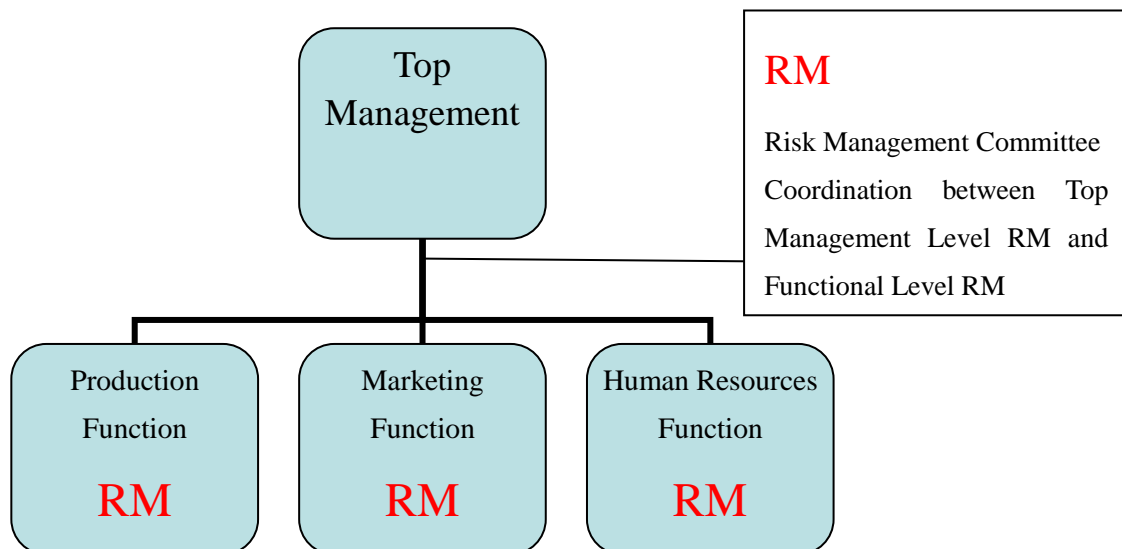 Top
Management
RM
Risk Management Committee
Coordination between Top
Management Level RM and
Functional Level RM
Production
Function
RM
Marketing
Function
RM
Human Resources
Function
RM